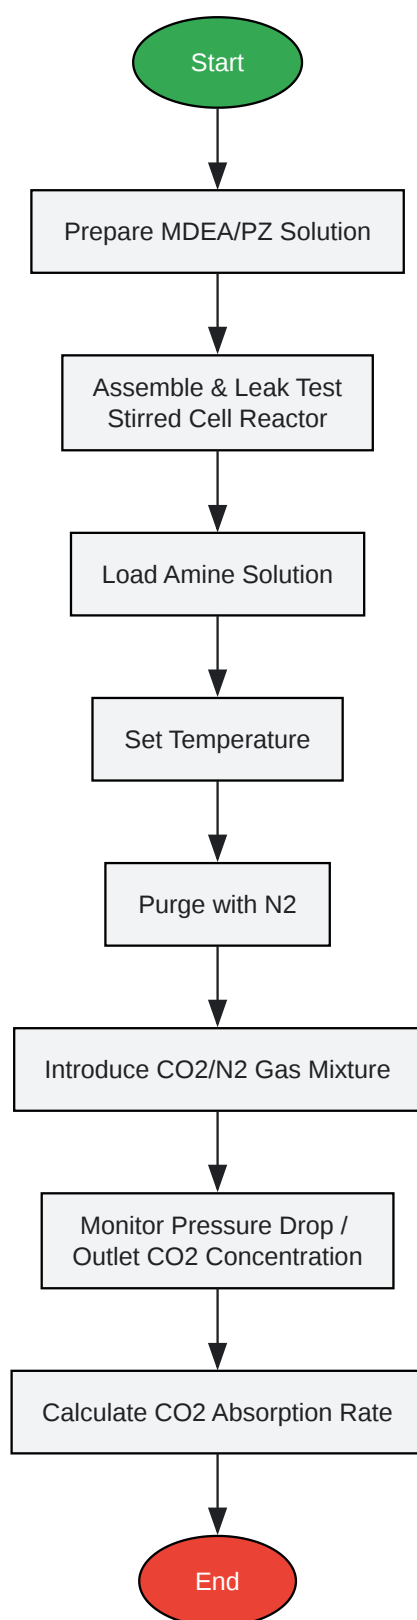 Start
Prepare MDEA/PZ Solution
Assemble & Leak Test
Stirred Cell Reactor
Load Amine Solution
Set Temperature
Purge with N2
Introduce CO2/N2 Gas Mixture
Monitor Pressure Drop /
Outlet CO2 Concentration
Calculate CO2 Absorption Rate
End